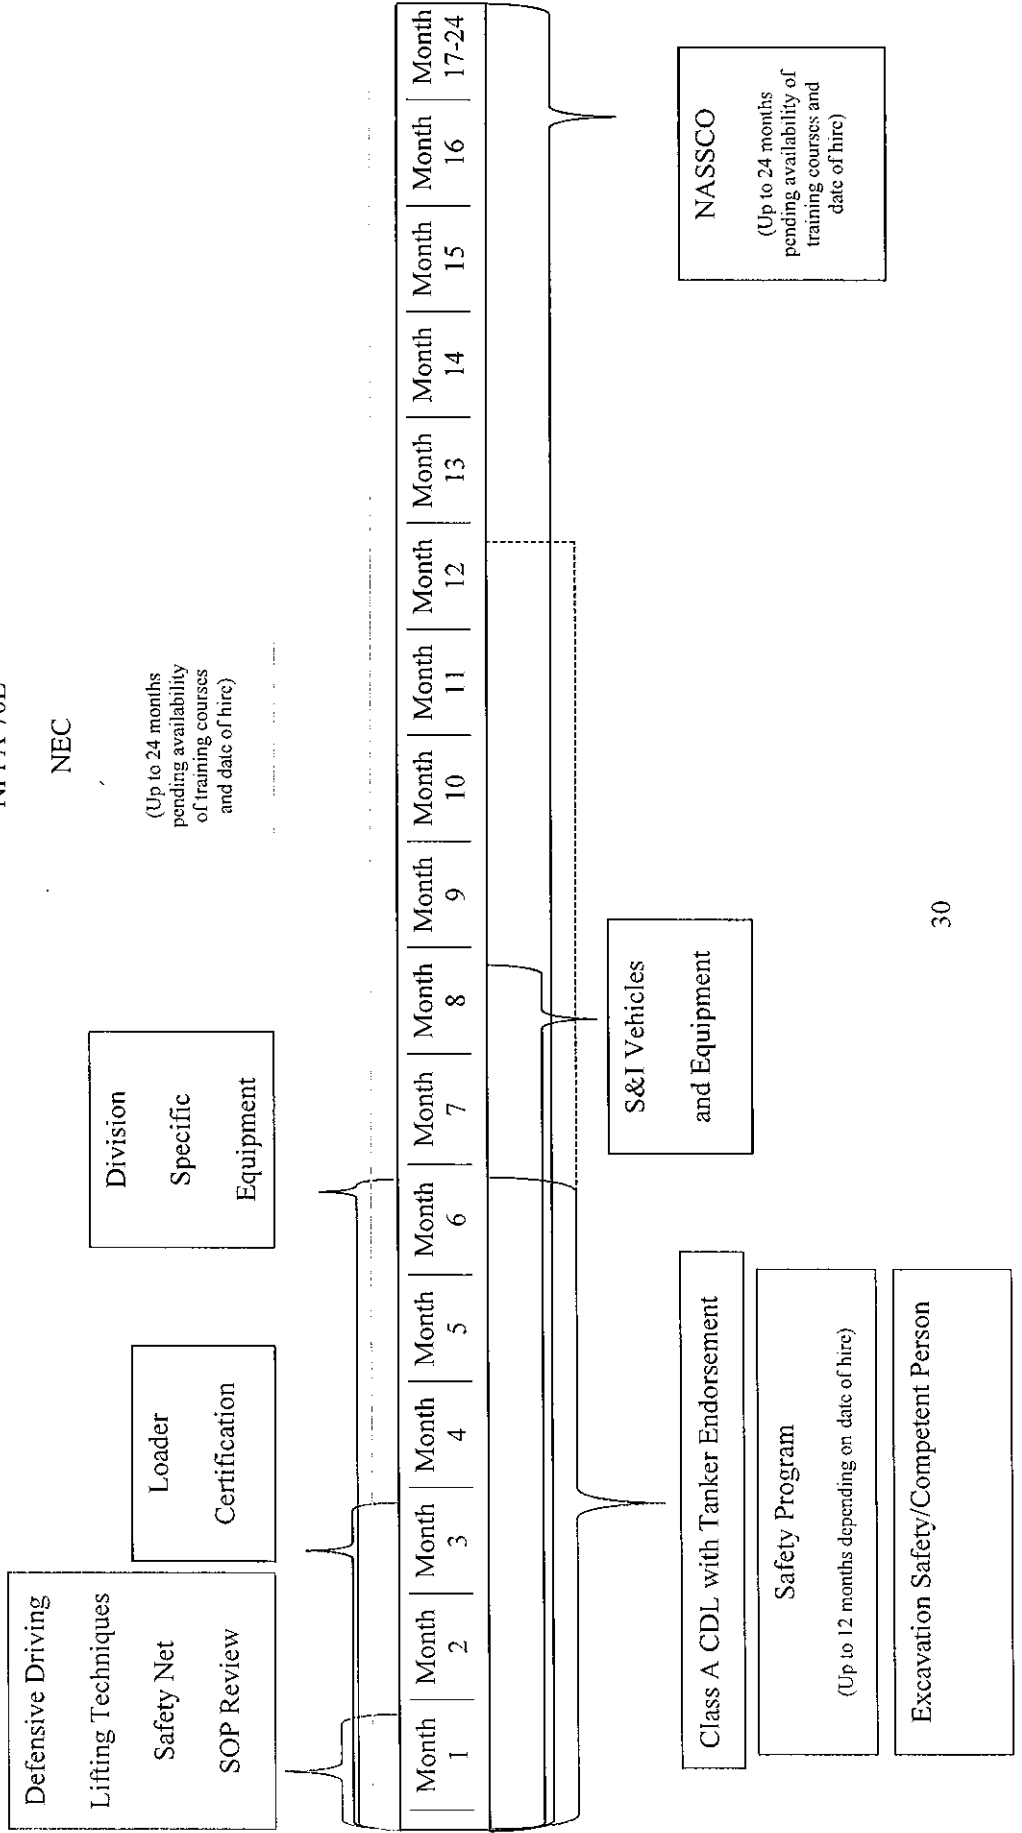 NFPA 70E
NEC
(Up to 24 months
pending availability
of training courses
and date of hire)
Defensive Driving
Lifting Techniques
Safety Net
SOP Review
Loader
Certification
Division
Specific
Equipment
Month 1
Month 2
Month 3
Month 4
Month 5
Month 6
Month 7
Month 8
Month 9
Month 10
Month 11
Month 12
Month 13
Month 14
Month 15
Month 16
Month 17-24
Class A CDL with Tanker Endorsement
Safety Program
(Up to 12 months depending on date of hire)
Excavation Safety/Competent Person
S&I Vehicles
and Equipment
NASSCO
(Up to 24 months
pending availability of
training courses and
date of hire)
30